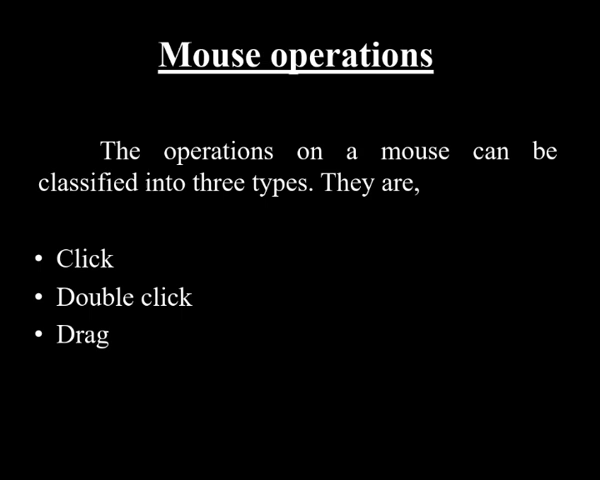 Mouse operations
The operations on a mouse can be
classified into three types. They are,
• Click
• Double click
• Drag